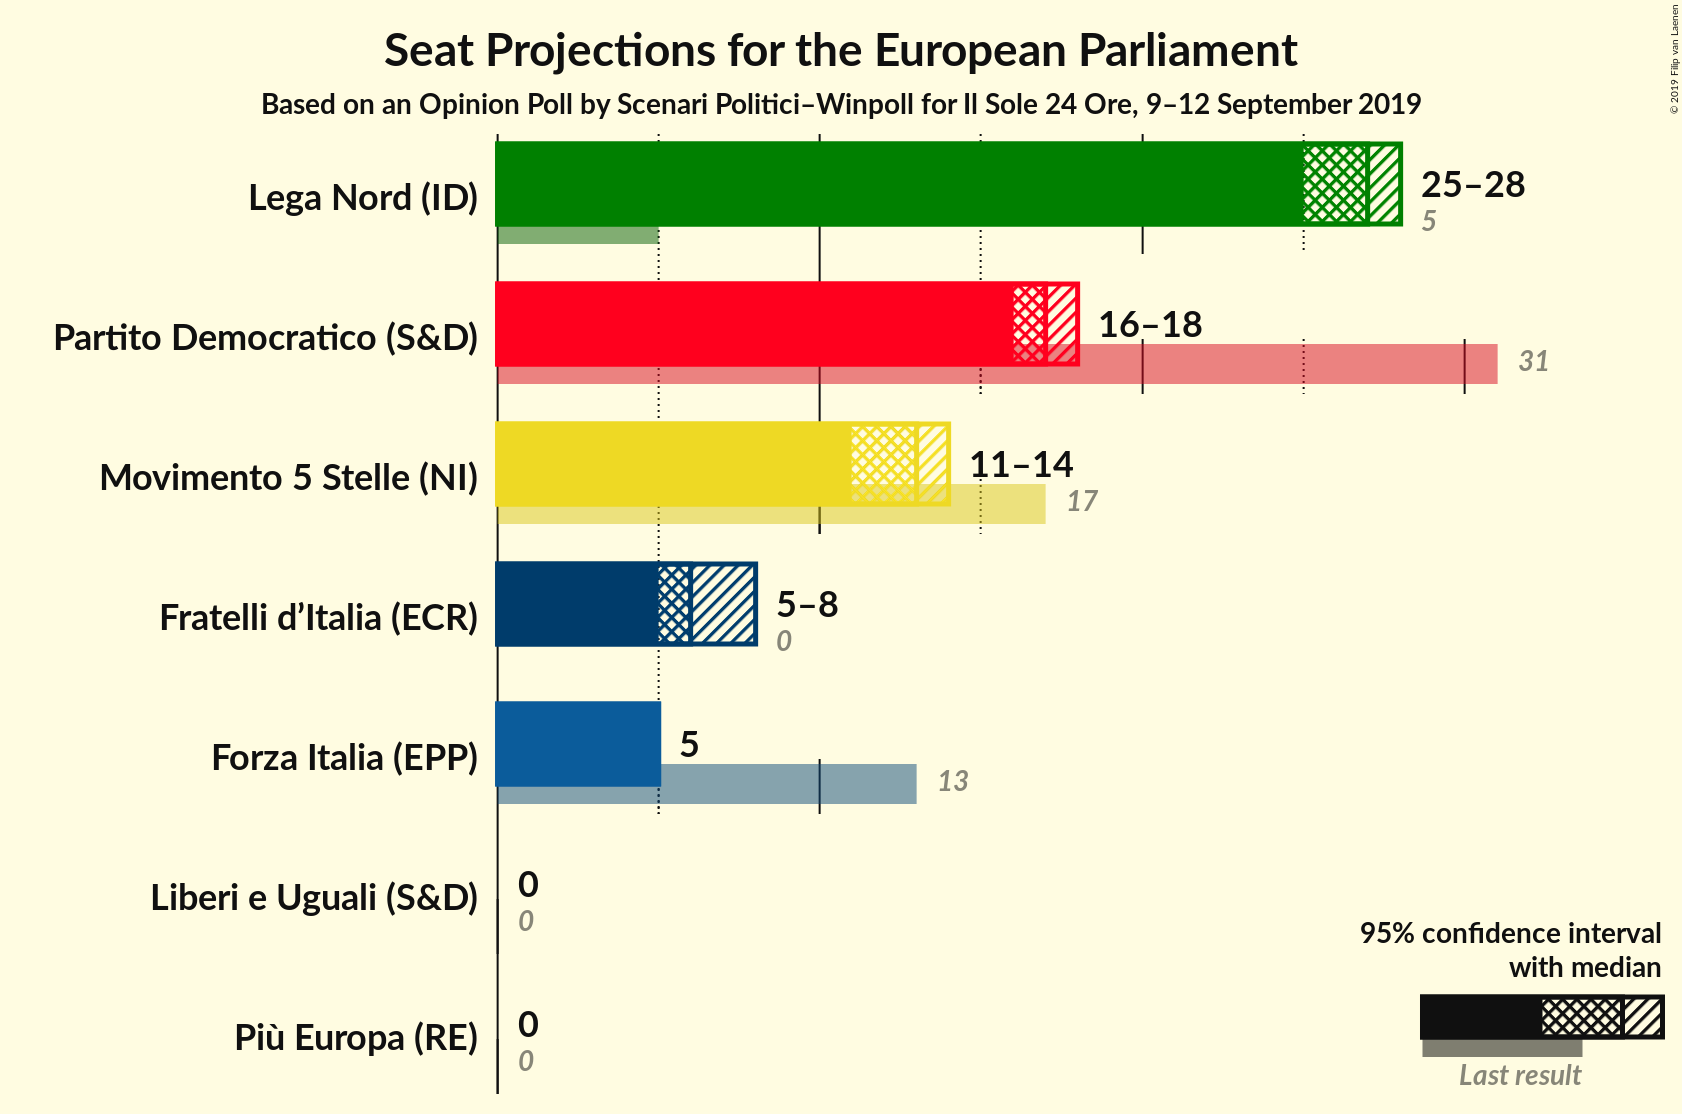 Seat Projections for the European Parliament
Based on an Opinion Poll by Scenari Politici–Winpoll for Il Sole 24 Ore, 9–12 September 2019
© 2019 Filip van Laenen
Lega Nord (ID)
25–28
5
Partito Democratico (S&D)
16–18
31
Movimento 5 Stelle (NI)
11–14
17
Fratelli d’Italia (ECR)
5–8
0
Forza Italia (EPP)
5
13
Liberi e Uguali (S&D)
0
0
Più Europa (RE)
0
0
95% confidence interval
with median
Last result